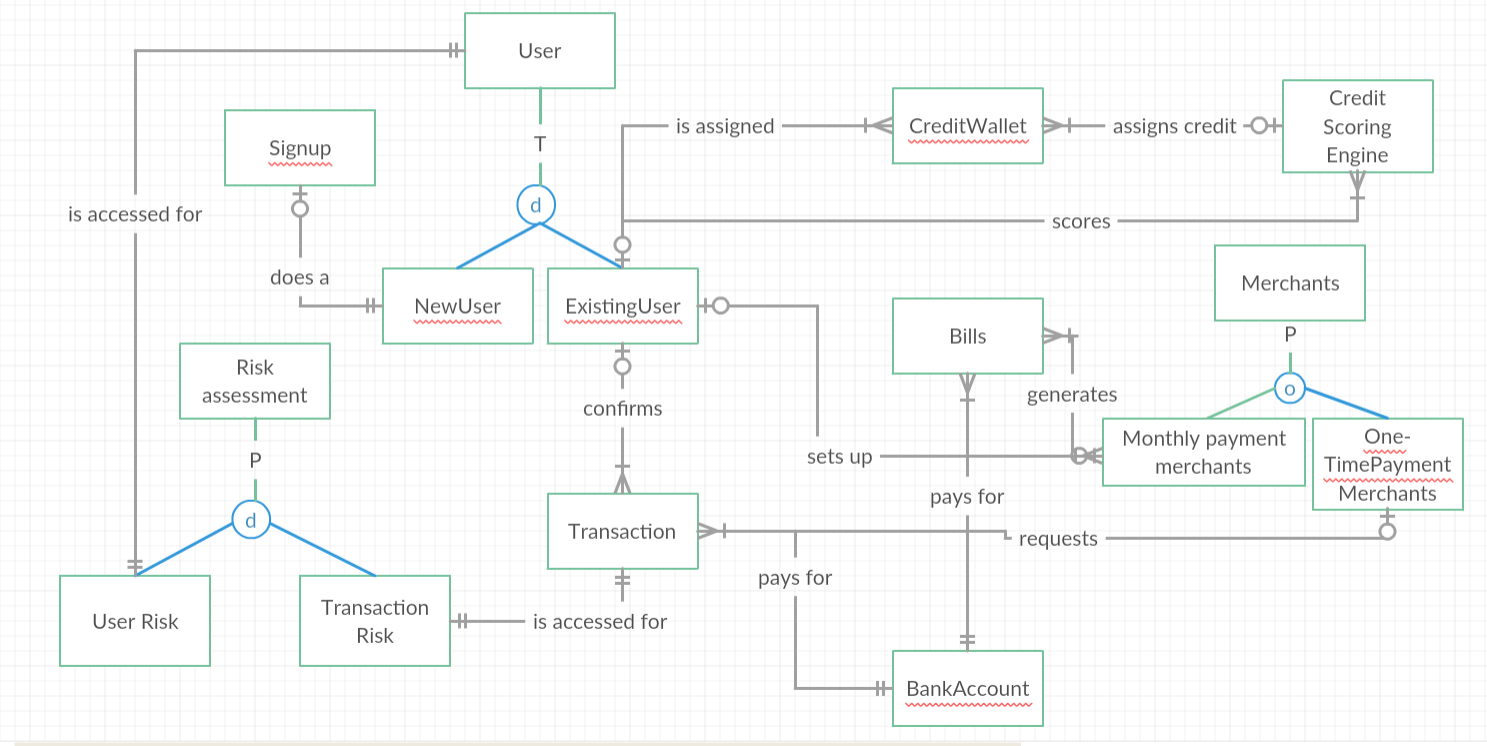 User
T
d
Signup
is accessed for
does a
NewUser
ExistingUser
is assigned
CreditWallet
assigns credit
Credit
Scoring
Engine
scores
Merchants
P
o
Monthly payment
merchants
One-
TimePayment
Merchants
Bills
generates
sets up
pays for
confirms
Risk
assessment
P
d
User Risk
Transaction
Risk
is accessed for
Transaction
requests
pays for
BankAccount